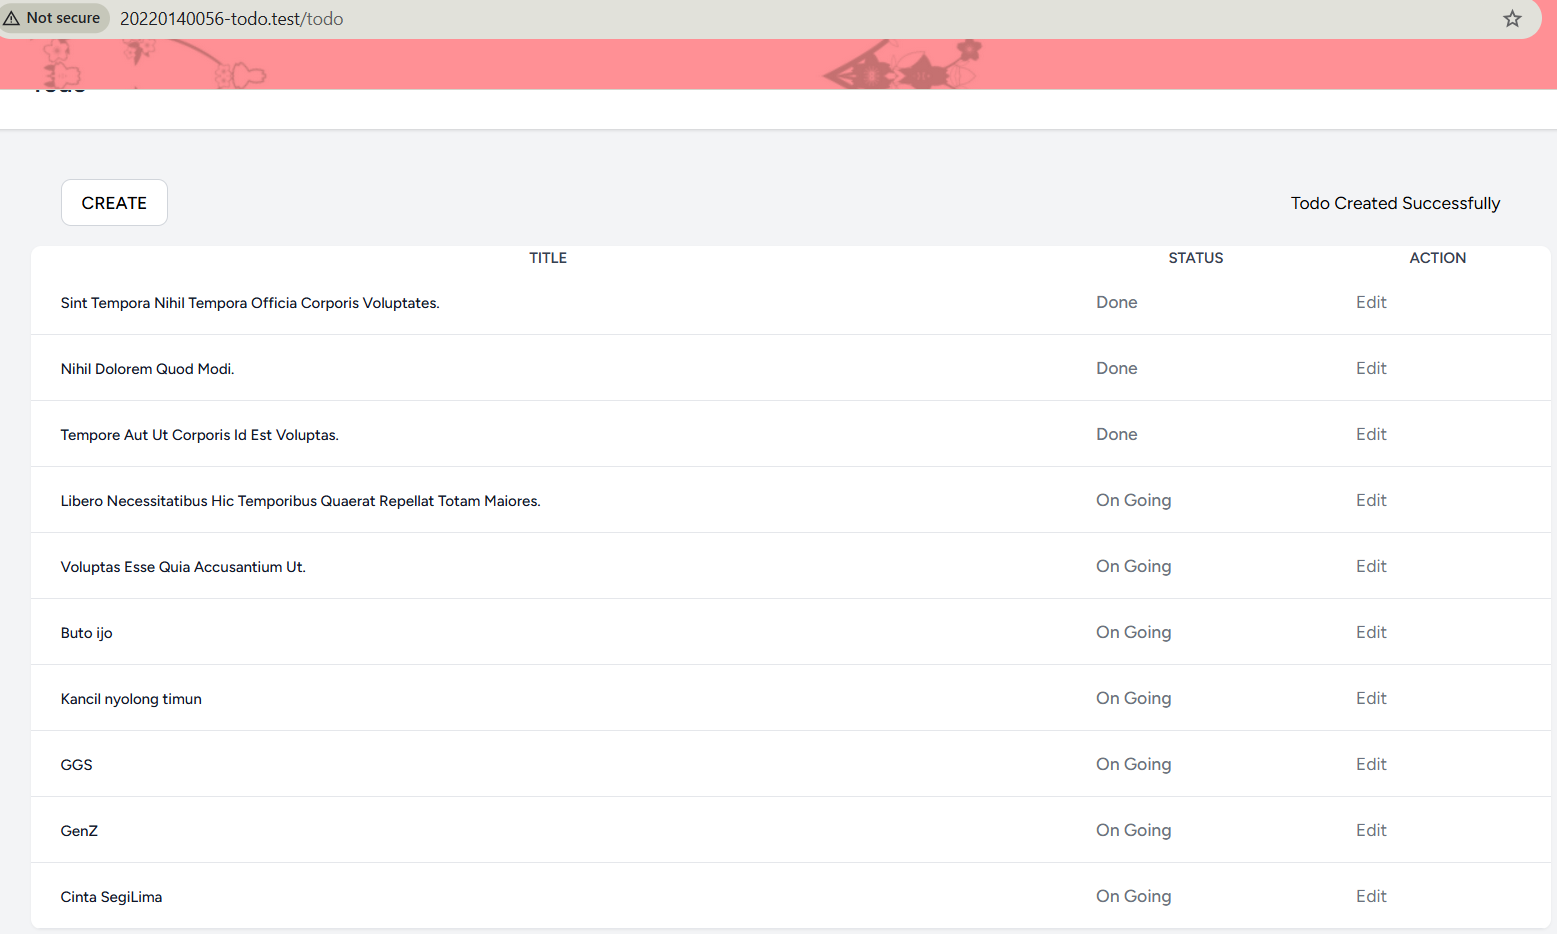 Not secure 20220140056-todo.test/todo
Todo
CREATE Todo Created Successfully
TITLE STATUS ACTION
Sint Tempora Nihil Tempora Officia Corporis Voluptates. Done Edit
Nihil Dolorem Quod Modi. Done Edit
Tempore Aut Ut Corporis Id Est Voluptas. Done Edit
Libero Necessitatibus Hic Temporibus Quaerat Repellat Totam Maiores. On Going Edit
Voluptas Esse Quia Accusantium Ut. On Going Edit
Buto ijo On Going Edit
Kancil nyolong timun On Going Edit
GGS On Going Edit
GenZ On Going Edit
Cinta SegiLima On Going Edit